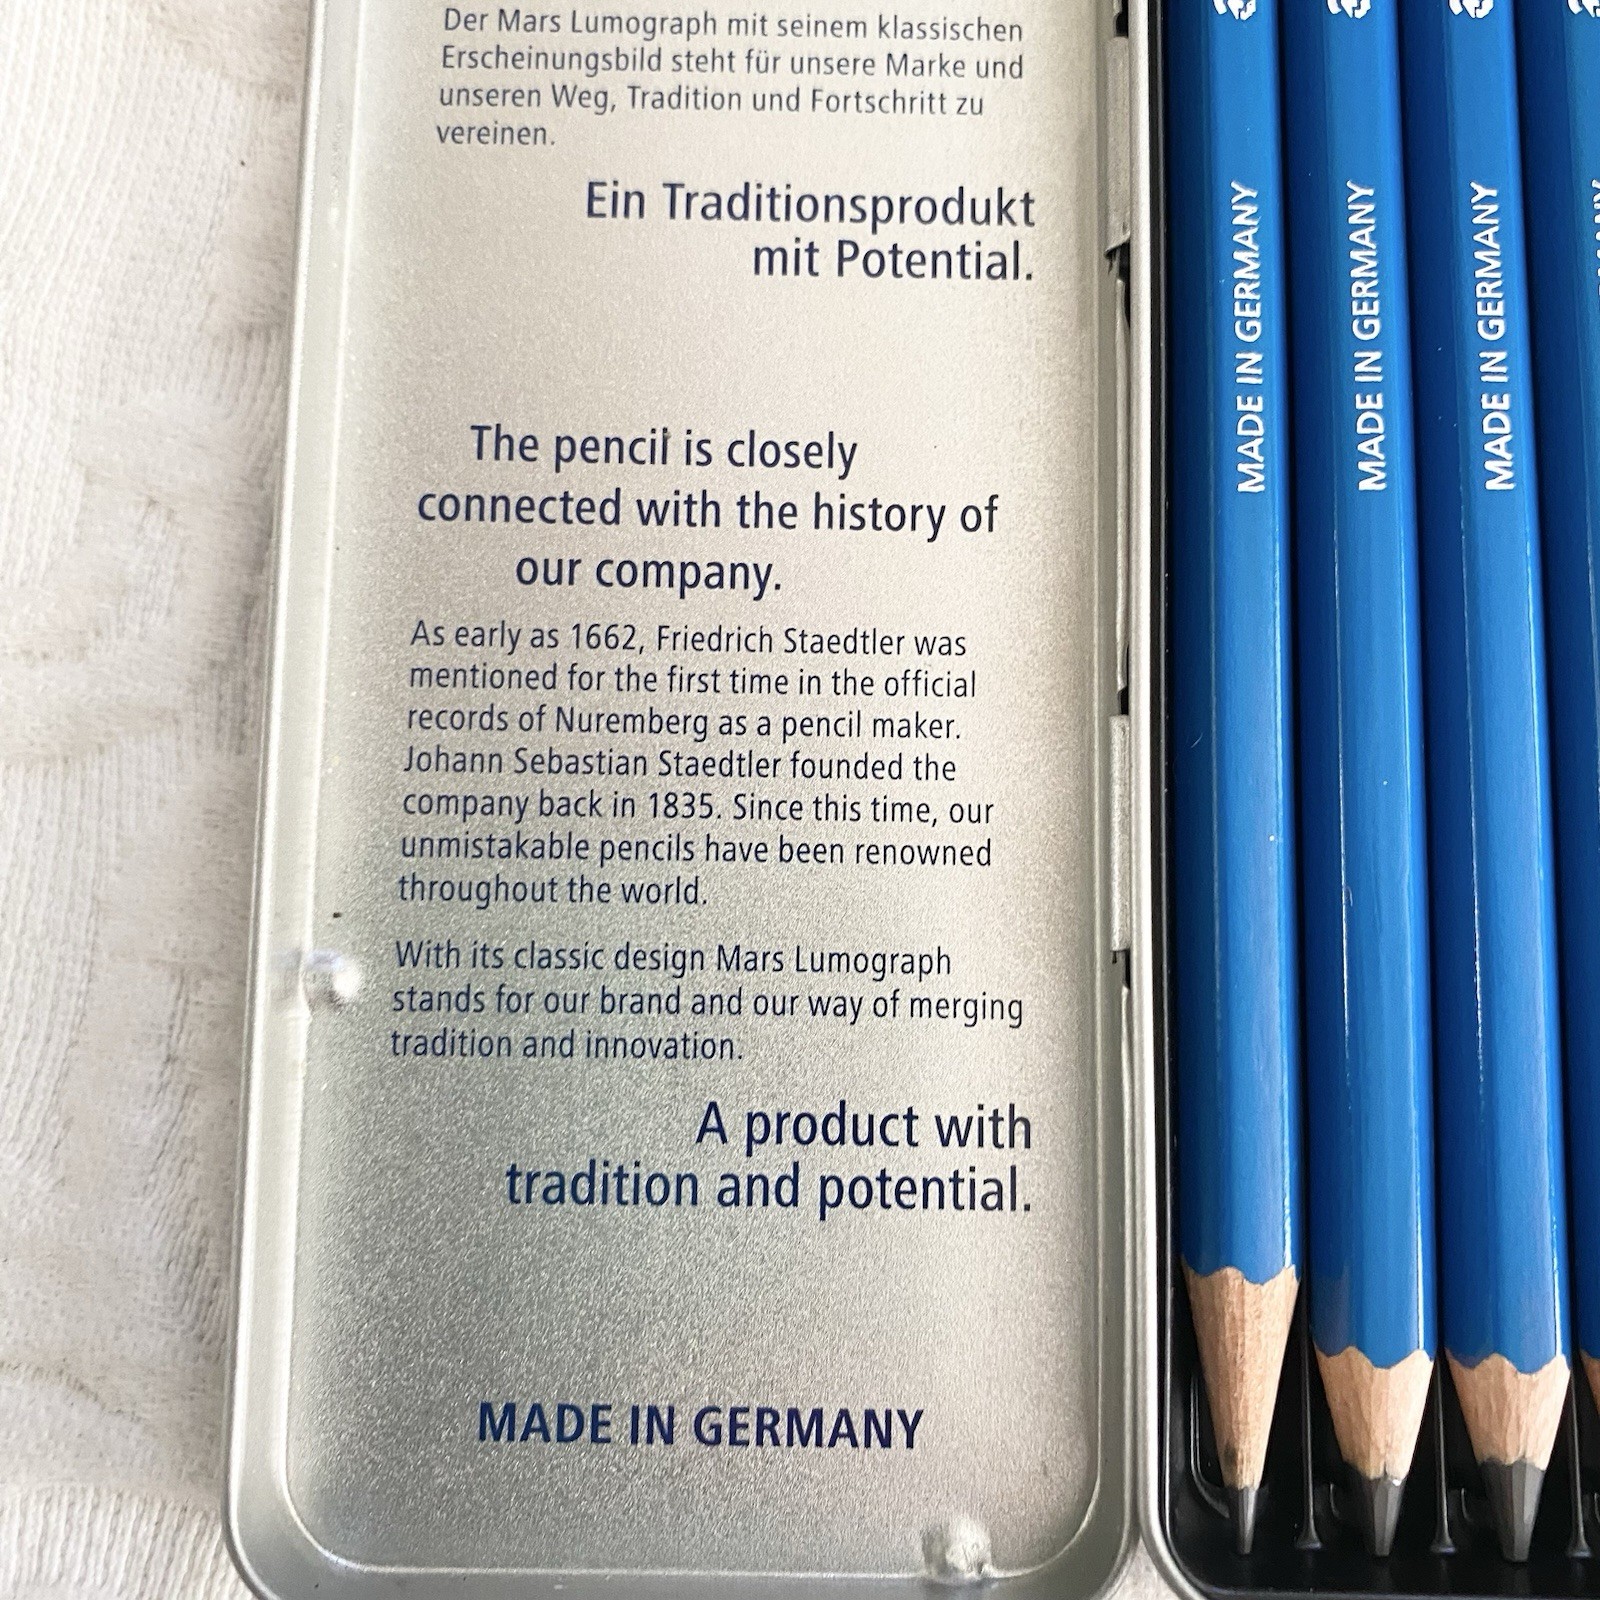 Der Mars Lumograph mit seinem klassischen
Erscheinungsbild steht für unsere Marke und
unseren Weg, Tradition und Fortschritt zu
vereinen.
Ein Traditionsprodukt
mit Potential.
The pencil is closely
connected with the history of
our company.
As early as 1662, Friedrich Staedtler was
mentioned for the first time in the official
records of Nuremberg as a pencil maker.
Johann Sebastian Staedtler founded the
company back in 1835. Since this time, our
unmistakable pencils have been renowned
throughout the world.
With its classic design Mars Lumograph
stands for our brand and our way of merging
tradition and innovation.
A product with
tradition and potential.
MADE IN GERMANY
MADE IN GERMANY
MADE IN GERMANY
MADE IN GERMANY